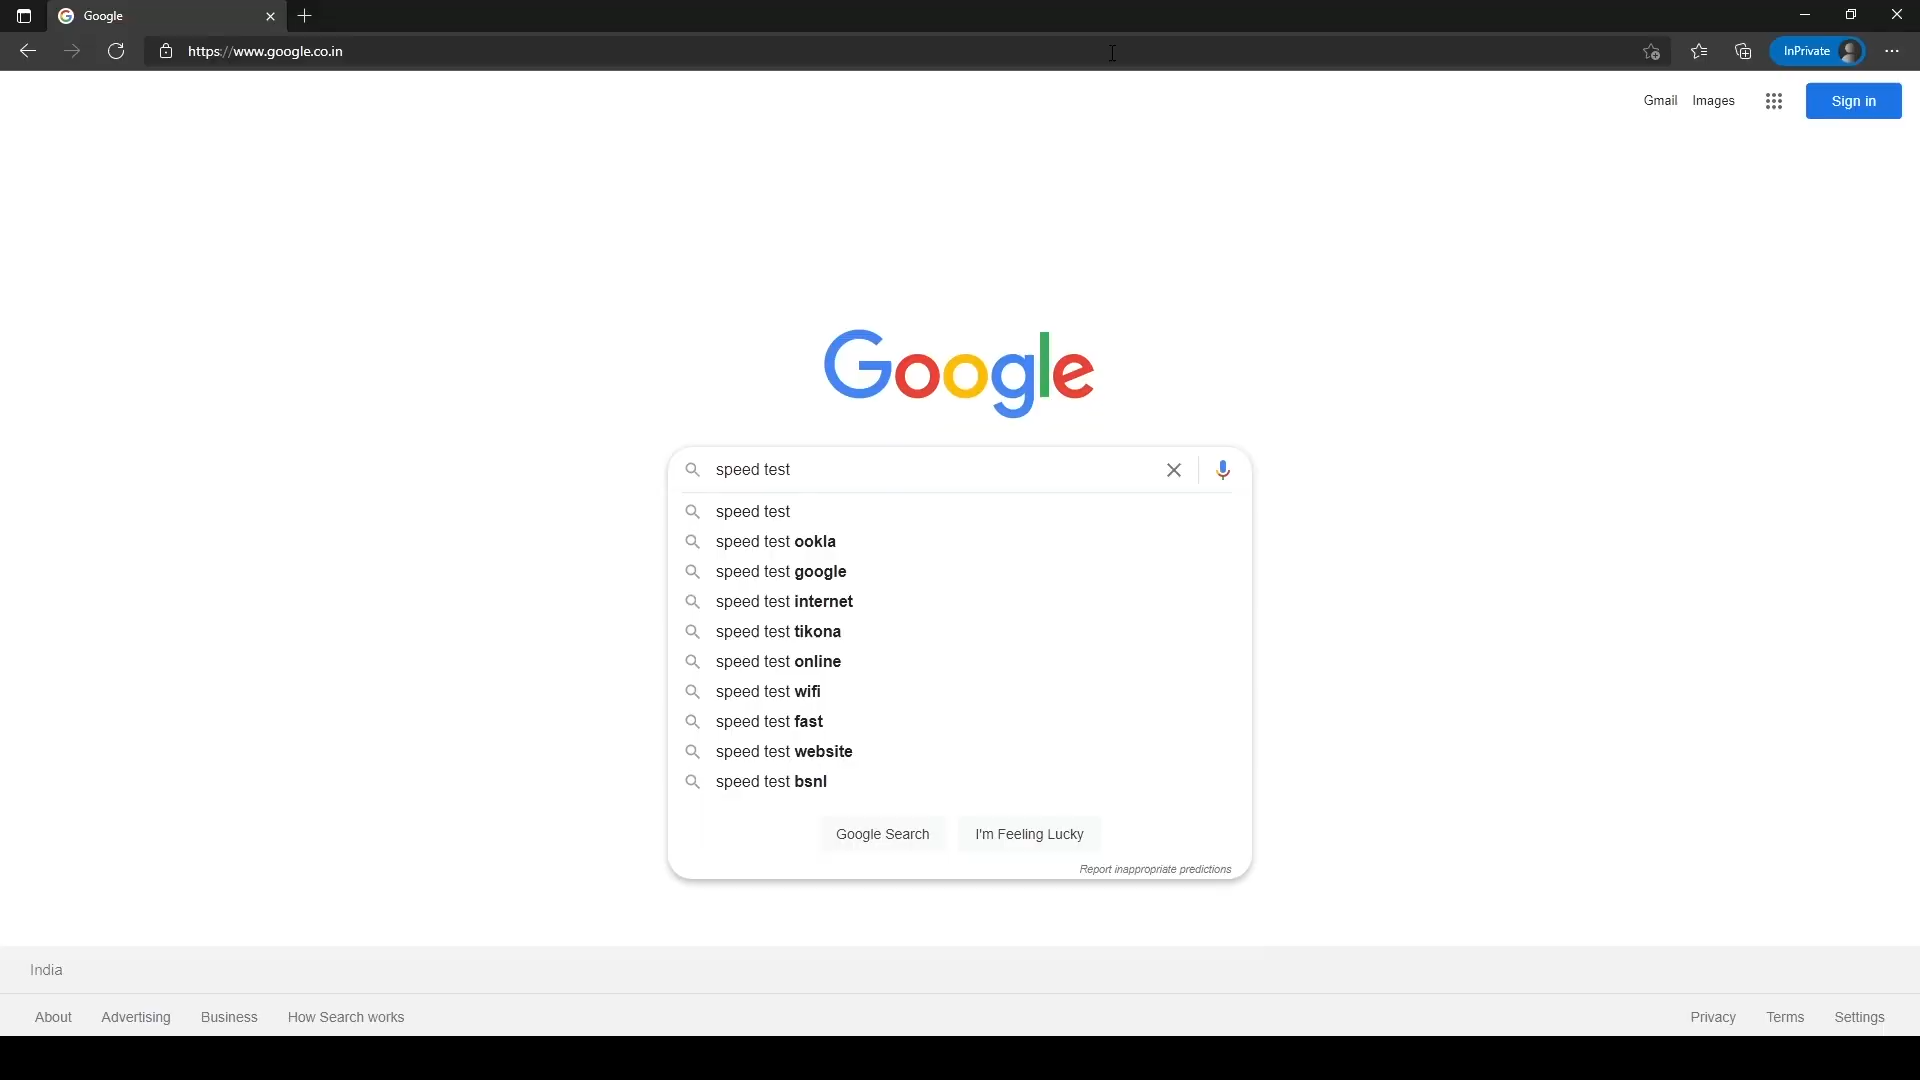 Google
https://www.google.co.in
InPrivate
Gmail Images Sign in
Google
speed test
speed test
speed test ookla
speed test google
speed test internet
speed test tikona
speed test online
speed test wifi
speed test fast
speed test website
speed test bsnl
Google Search I'm Feeling Lucky
Report inappropriate predictions
India
About Advertising Business How Search works Privacy Terms Settings